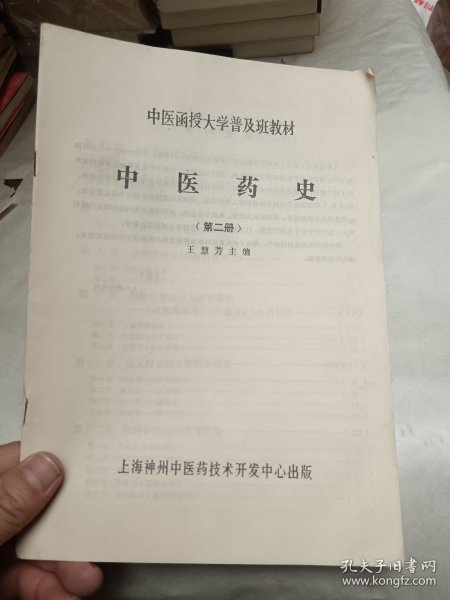 中医函授大学普及班教材
中医药史
（第二册）
王慧芳主编
上海神州中医药技术开发中心出版
孔夫子旧书网
www.kongfz.com